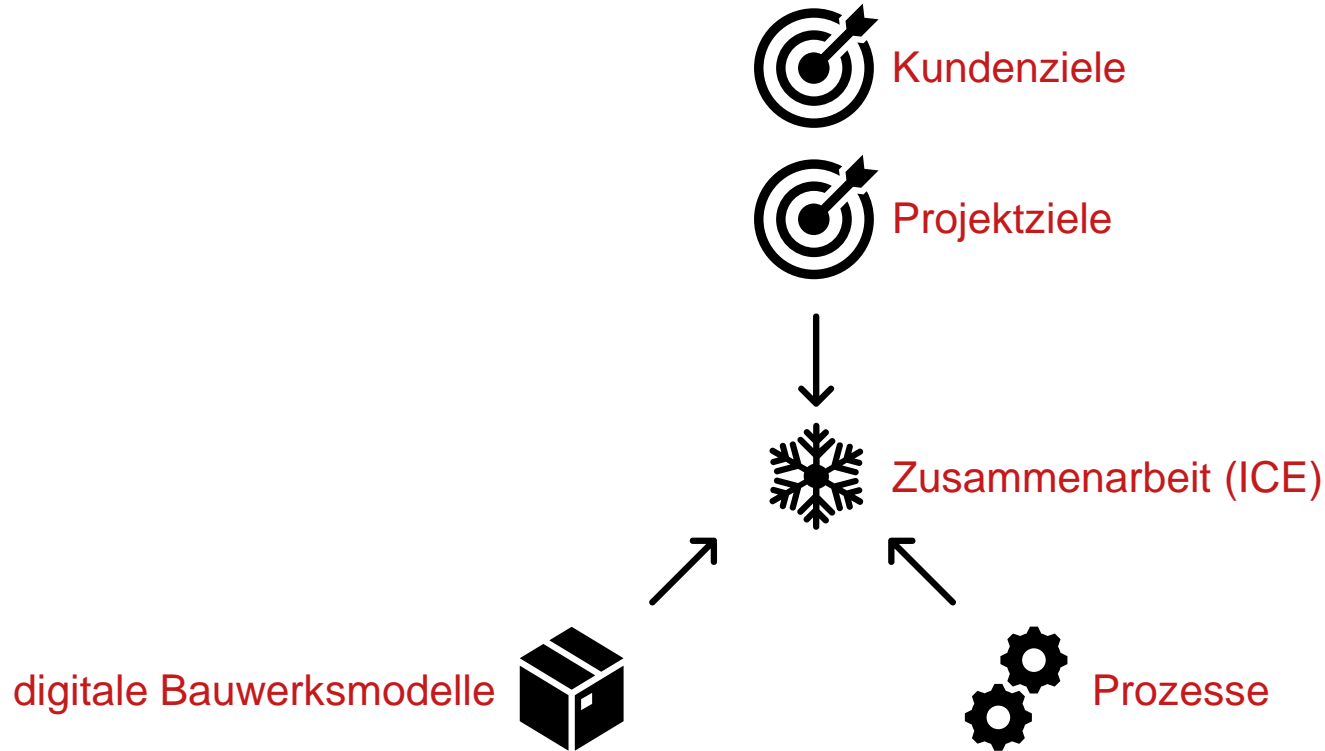 Kundenziele
Projektziele
Zusammenarbeit (ICE)
digitale Bauwerksmodelle
Prozesse